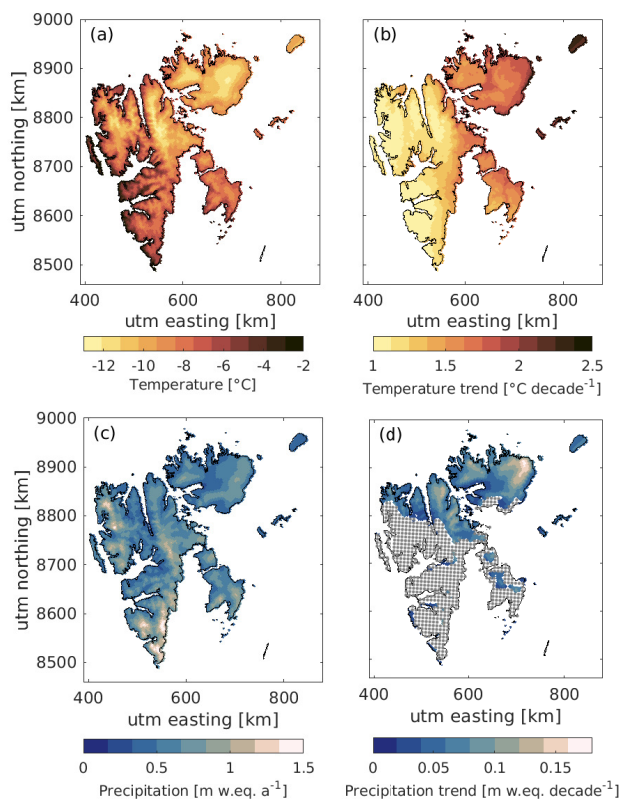 (a)
(b)
9000
8900
8800
8700
8600
8500
utm northing [km]
400 600 800
400 600 800
utm easting [km]
utm easting [km]
-12 -10 -8 -6 -4 -2
1 1.5 2 2.5
Temperature [°C]
Temperature trend [°C decade⁻¹]
(c)
(d)
9000
8900
8800
8700
8600
8500
utm northing [km]
400 600 800
400 600 800
utm easting [km]
utm easting [km]
0 0.5 1 1.5
0 0.05 0.1 0.15
Precipitation [m w.eq. a⁻¹]
Precipitation trend [m w.eq. decade⁻¹]